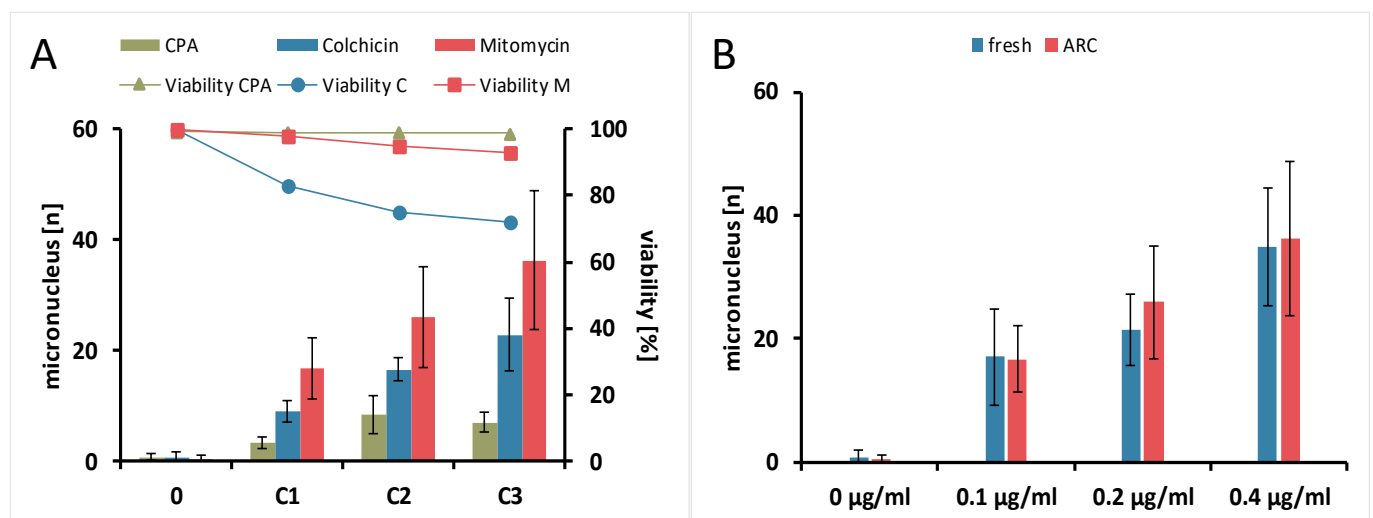 A
CPA Colchicin Mitomycin
Viability CPA Viability C Viability M
micronucleus [n]
60
40
20
0
100
80
60
40
20
0
viability [%]
0 C1 C2 C3
B
fresh ARC
micronucleus [n]
60
40
20
0
0 µg/ml 0.1 µg/ml 0.2 µg/ml 0.4 µg/ml